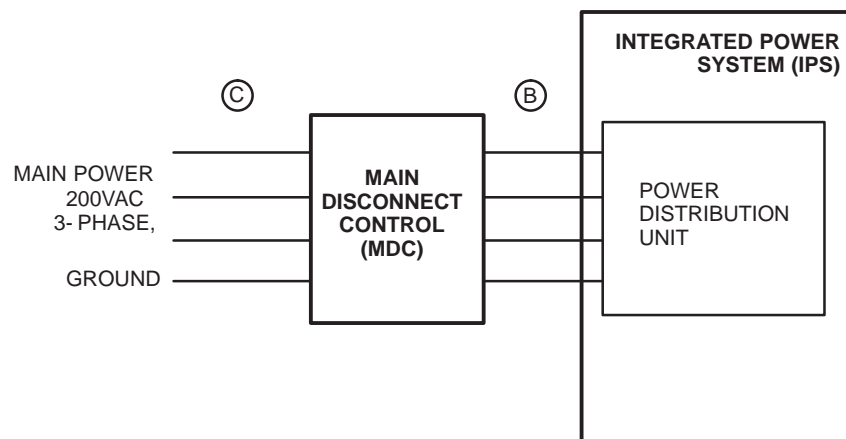 INTEGRATED POWER
SYSTEM (IPS)
C
B
MAIN POWER
200VAC
3- PHASE,
GROUND
MAIN
DISCONNECT
CONTROL
(MDC)
POWER
DISTRIBUTION
UNIT